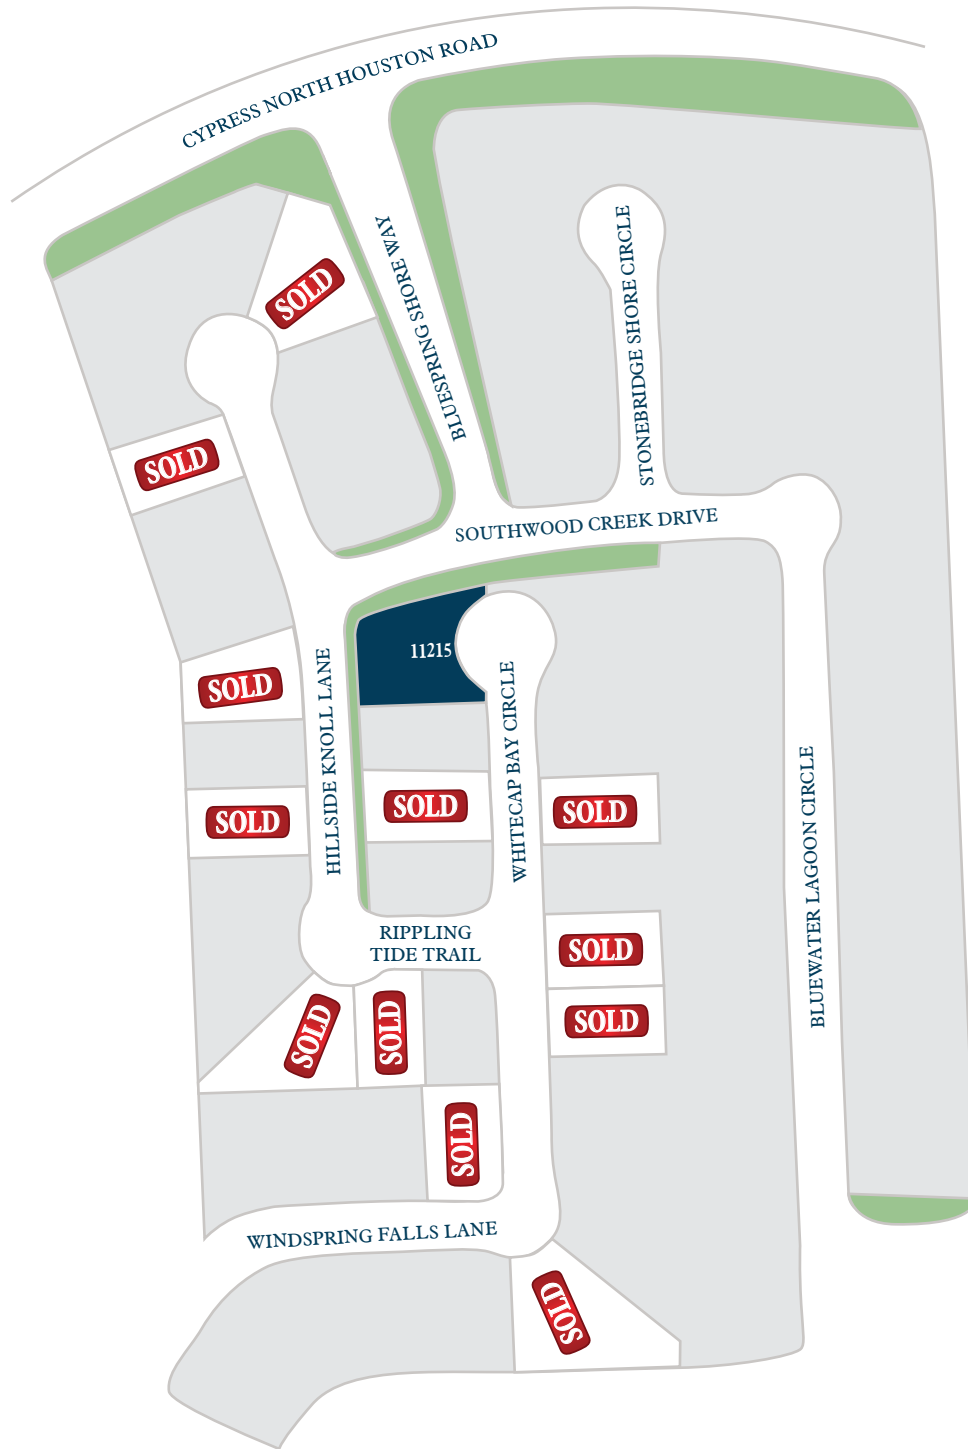 CYPRESS NORTH HOUSTON ROAD
BLUESPRING SHORE WAY
STONEBRIDGE SHORE CIRCLE
SOLD
SOLD
SOUTHWOOD CREEK DRIVE
11215
HILLSIDE KNOLL LANE
WHITECAP BAY CIRCLE
BLUEWATER LAGOON CIRCLE
SOLD
SOLD
SOLD
SOLD
RIPPLING
TIDE TRAIL
SOLD
SOLD
SOLD
SOLD
SOLD
WINDSPRING FALLS LANE
SOLD